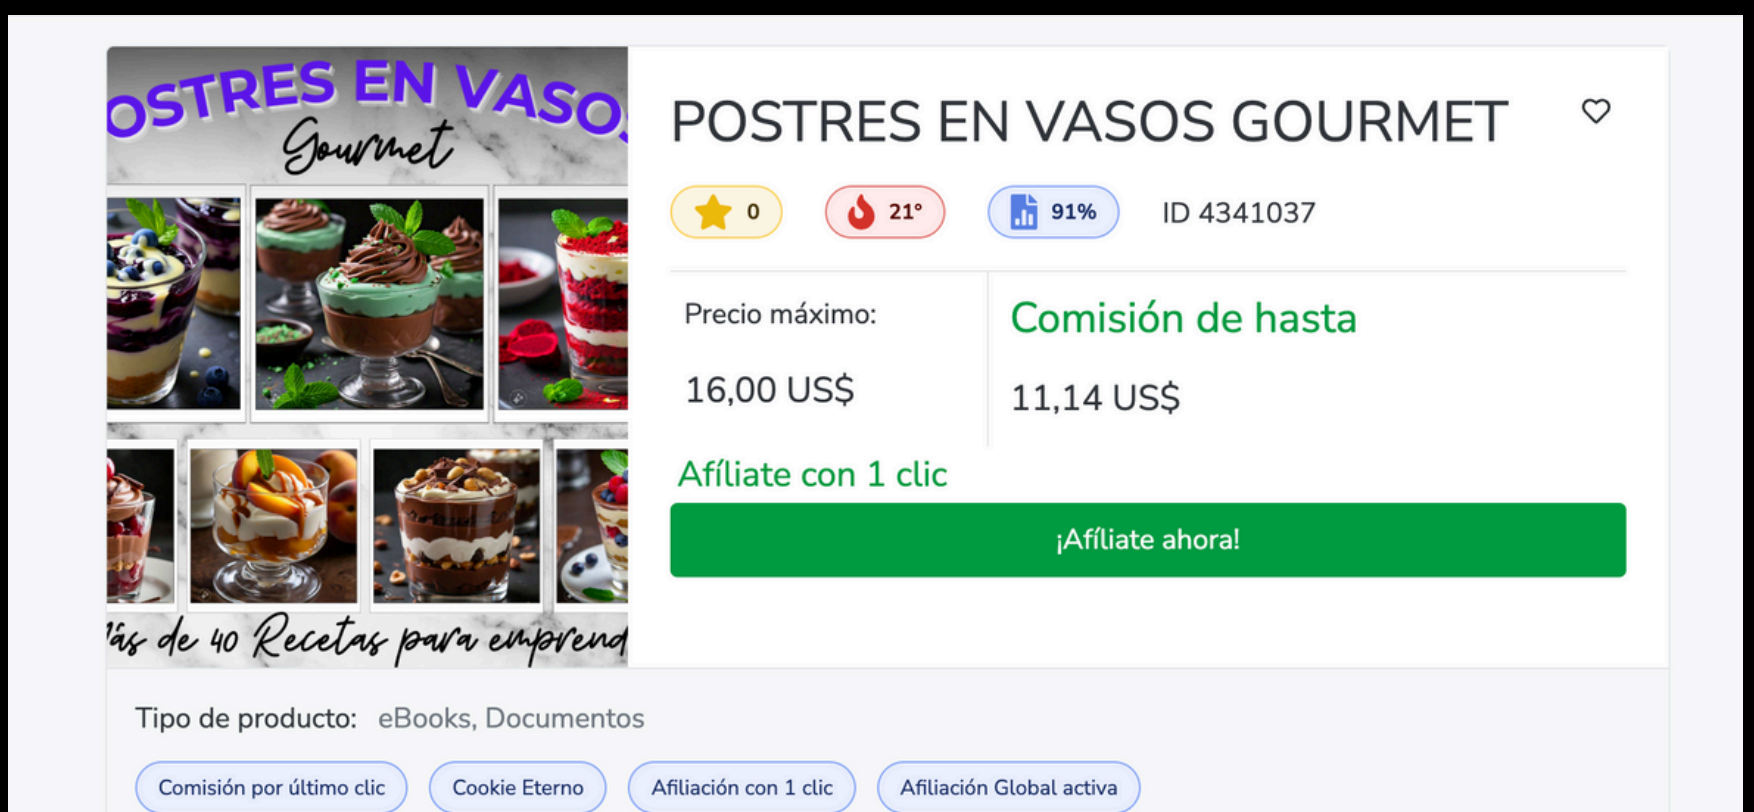 OSTRES EN VASOS
Gourmet
Más de 40 Recetas para emprend
POSTRES EN VASOS GOURMET
0
21°
91%
ID 4341037
Precio máximo:
16,00 US$
Comisión de hasta
11,14 US$
Afíliate con 1 clic
¡Afíliate ahora!
Tipo de producto: eBooks, Documentos
Comisión por último clic
Cookie Eterno
Afiliación con 1 clic
Afiliación Global activa